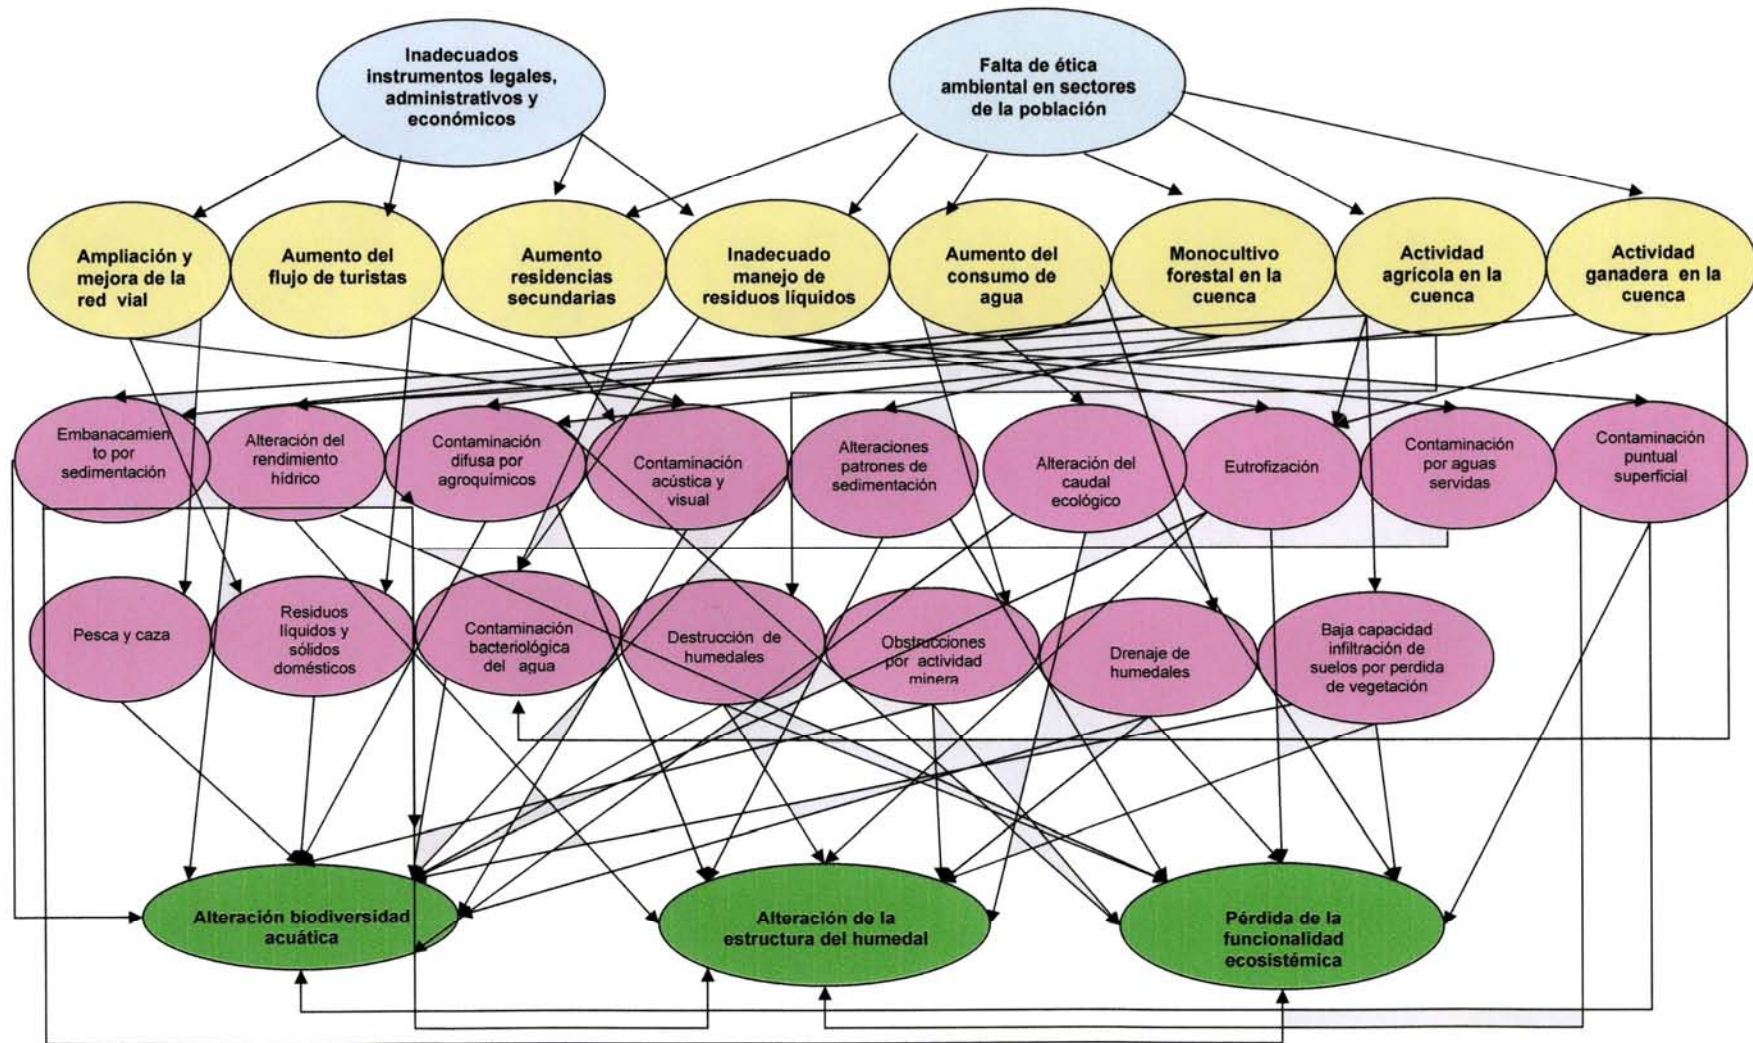 Inadecuados
instrumentos legales,
administrativos y
económicos
Falta de ética
ambiental en sectores
de la población
Ampliación y
mejora de la
red vial
Aumento del
flujo de turistas
Aumento
residencias
secundarias
Inadecuado
manejo de
residuos líquidos
Aumento del
consumo de
agua
Monocultivo
forestal en la
cuenca
Actividad
agrícola en la
cuenca
Actividad
ganadera en la
cuenca
Embanacamien
to por
sedimentación
Alteración del
rendimiento
hídrico
Contaminación
difusa por
agroquímicos
Contaminación
acústica y
visual
Alteraciones
patrones de
sedimentación
Alteración del
caudal
ecológico
Eutrofización
Contaminación
por aguas
servidas
Contaminación
puntual
superficial
Pesca y caza
Residuos
líquidos y
sólidos
domésticos
Contaminación
bacteriológica
del agua
Destrucción de
humedales
Obstrucciones
por actividad
minera
Drenaje de
humedales
Baja capacidad
infiltración de
suelos por perdida
de vegetación
Alteración biodiversidad
acuática
Alteración de la
estructura del humedal
Pérdida de la
funcionalidad
ecosistémica